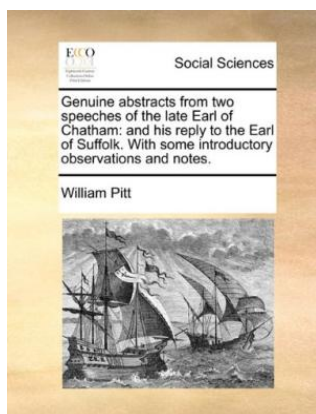 ECCO
Social Sciences
Genuine abstracts from two
speeches of the late Earl of
Chatham: and his reply to the Earl
of Suffolk. With some introductory
observations and notes.
William Pitt